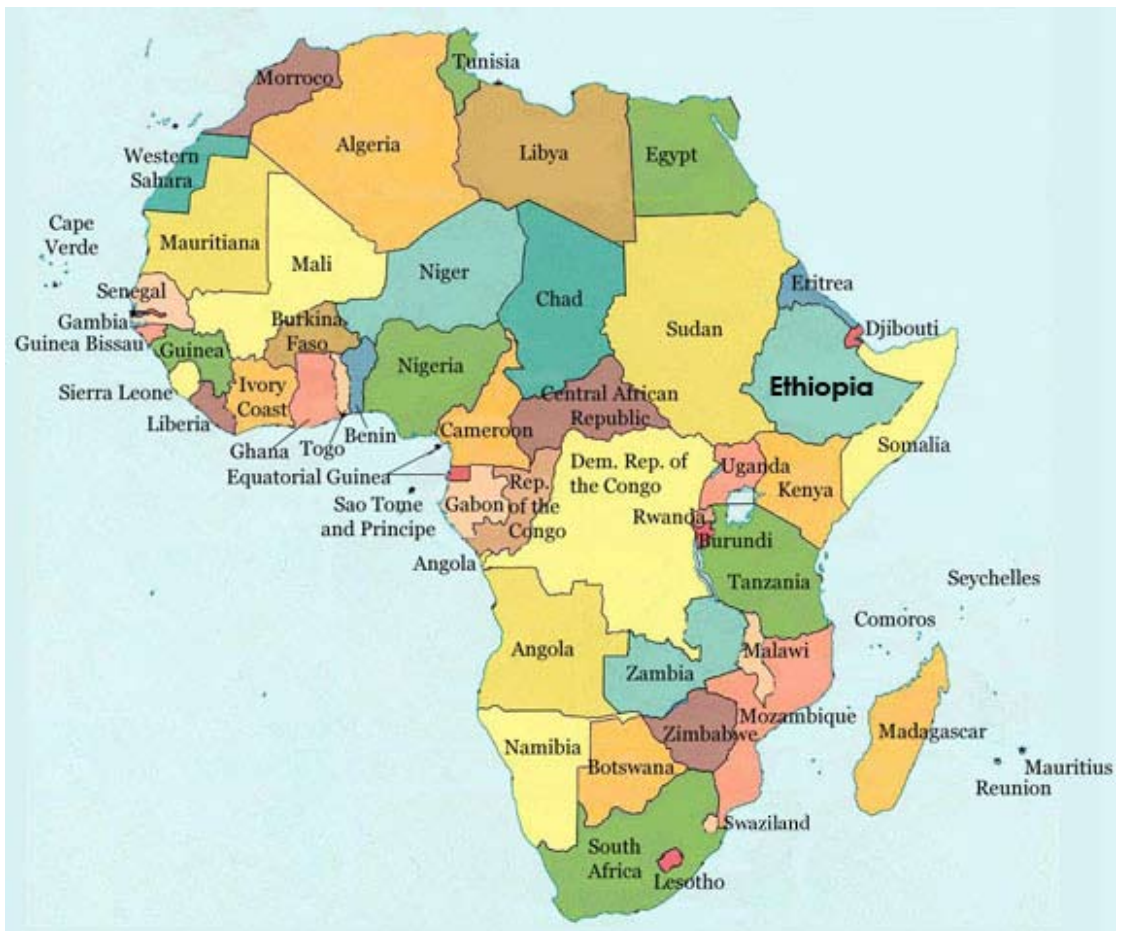 Tunisia
Morroco
Algeria
Libya
Egypt
Western
Sahara
Cape
Verde
Mauritiana
Mali
Niger
Chad
Sudan
Eritrea
Senegal
Gambia
Guinea Bissau
Guinea
Burkina
Faso
Nigeria
Djibouti
Ethiopia
Sierra Leone
Liberia
Ivory
Coast
Ghana
Togo
Benin
Central African
Republic
Cameroon
Somalia
Equatorial Guinea
Dem. Rep. of
the Congo
Uganda
Kenya
Sao Tome
and Principe
Gabon
Rep.
of the
Congo
Rwanda
Burundi
Angola
Tanzania
Seychelles
Comoros
Angola
Zambia
Malawi
Mozambique
Zimbabwe
Madagascar
Namibia
Botswana
Mauritius
Reunion
Swaziland
South
Africa
Lesotho